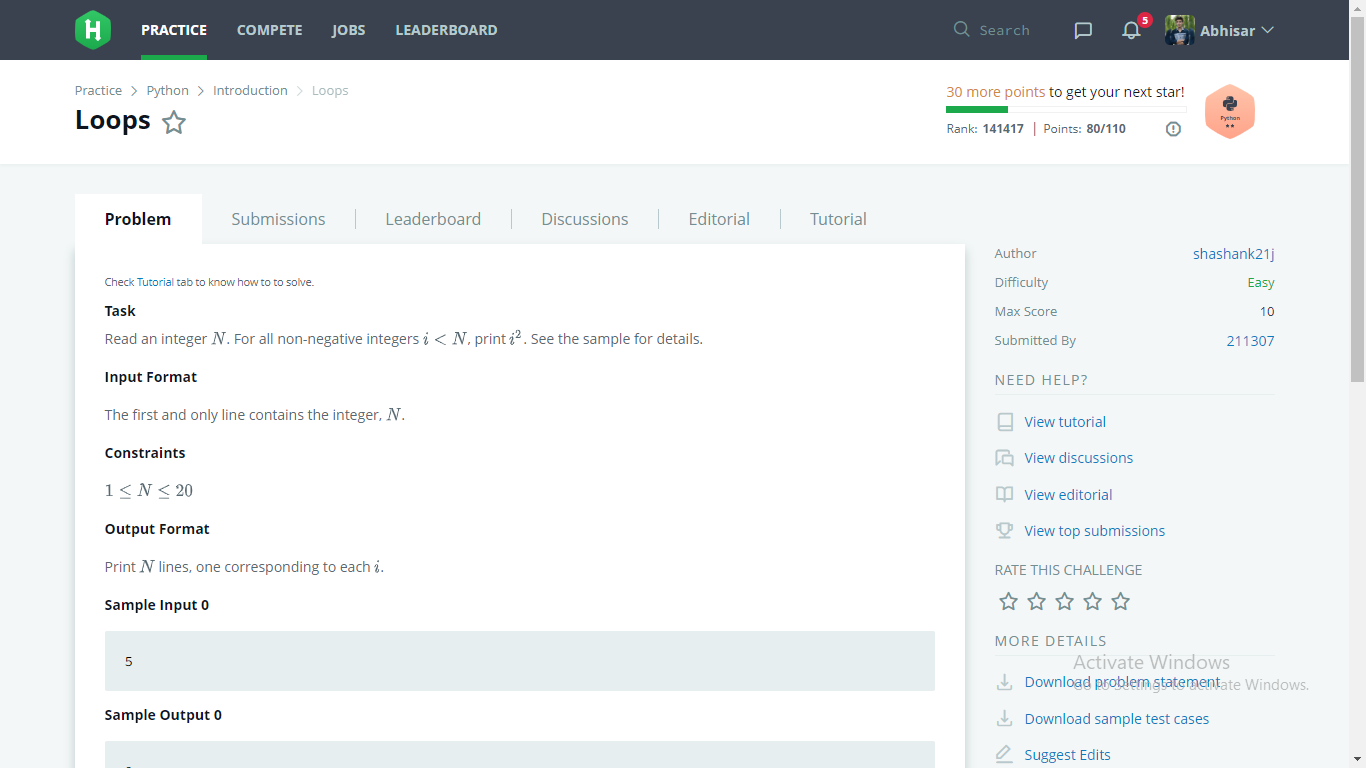 PRACTICE COMPETE JOBS LEADERBOARD Search 5 Abhisar
Practice > Python > Introduction > Loops
Loops
30 more points to get your next star!
Rank: 141417 | Points: 80/110
Python
Problem Submissions Leaderboard Discussions Editorial Tutorial
Check Tutorial tab to know how to to solve.
Task
Read an integer N. For all non-negative integers i < N, print i². See the sample for details.
Input Format
The first and only line contains the integer, N.
Constraints
1 ≤ N ≤ 20
Output Format
Print N lines, one corresponding to each i.
Sample Input 0
5
Sample Output 0
Author shashank21j
Difficulty Easy
Max Score 10
Submitted By 211307
NEED HELP?
View tutorial
View discussions
View editorial
View top submissions
RATE THIS CHALLENGE
MORE DETAILS
Activate Windows
Download problem statement
Go to Settings to activate Windows.
Download sample test cases
Suggest Edits